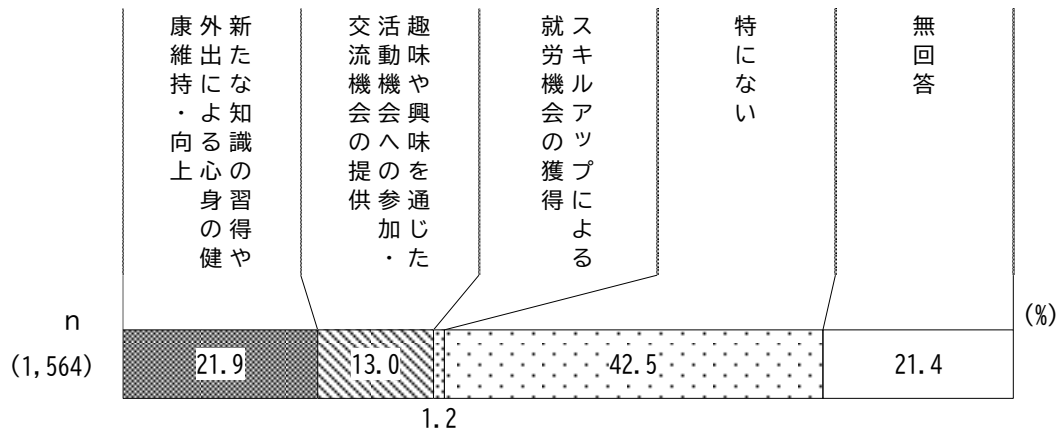 新たな知識の習得や
外出による心身の健
康維持・向上
趣味や興味を通じた
活動機会への参加・
交流機会の提供
スキルアップによる
就労機会の獲得
特にない
無回答
n
(%)
(1,564)
21.9
13.0
42.5
21.4
1.2